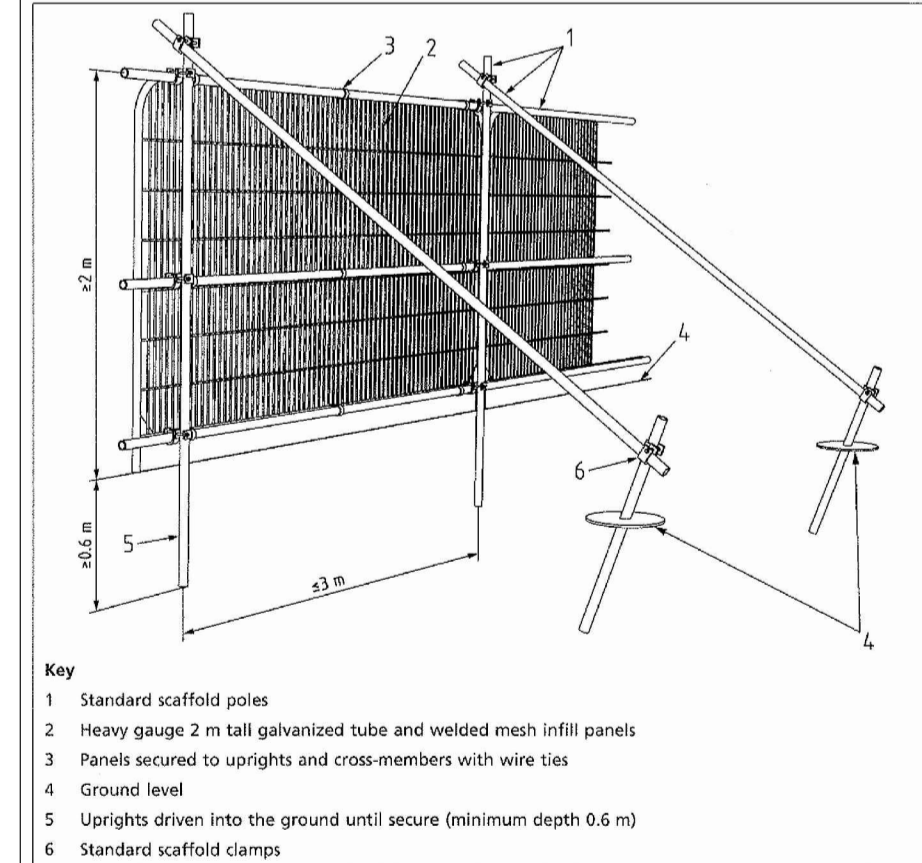 3
2
1
≥2 m
4
6
≥0.6 m
5
≤3 m
4
Key
1 Standard scaffold poles
2 Heavy gauge 2 m tall galvanized tube and welded mesh infill panels
3 Panels secured to uprights and cross-members with wire ties
4 Ground level
5 Uprights driven into the ground until secure (minimum depth 0.6 m)
6 Standard scaffold clamps